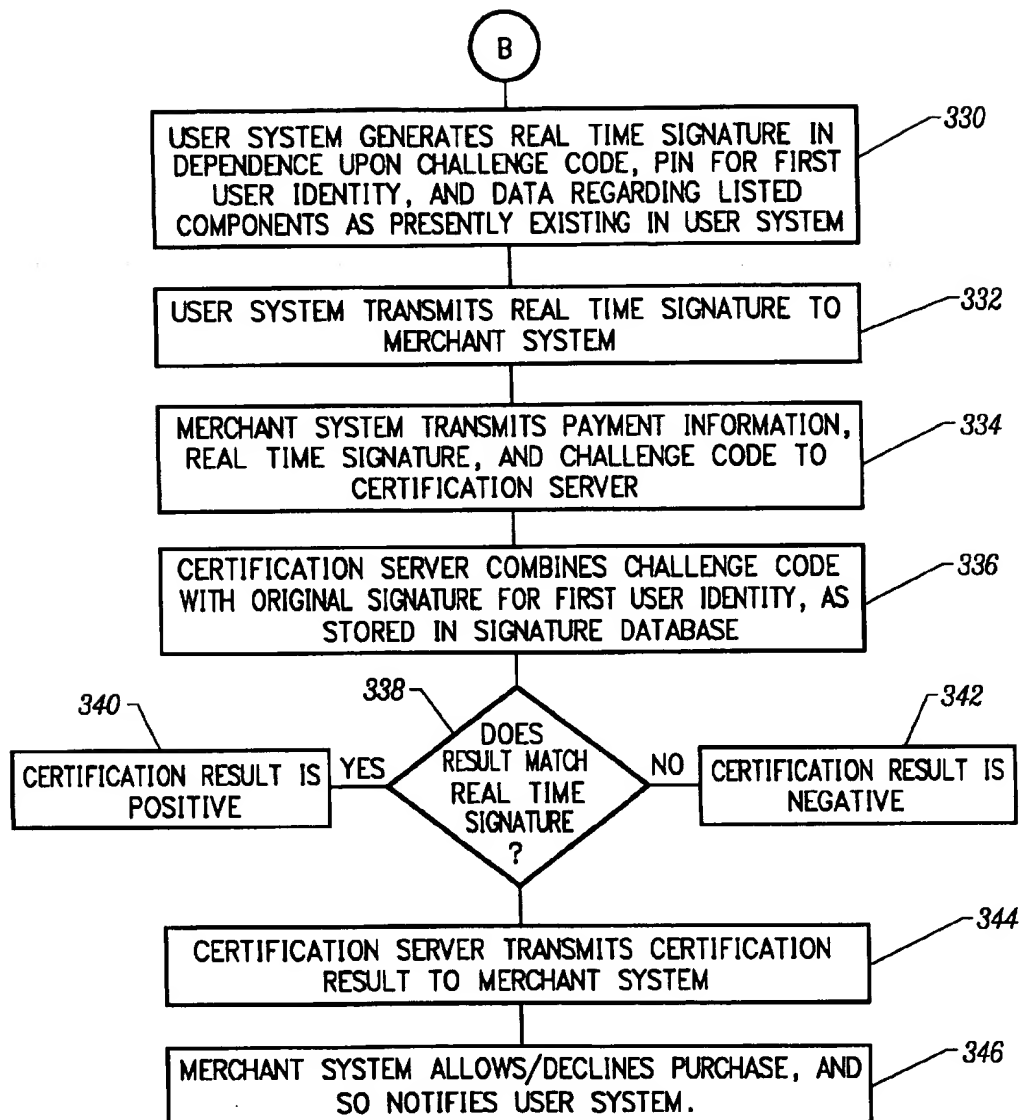 B
USER SYSTEM GENERATES REAL TIME SIGNATURE IN
DEPENDENCE UPON CHALLENGE CODE, PIN FOR FIRST
USER IDENTITY, AND DATA REGARDING LISTED
COMPONENTS AS PRESENTLY EXISTING IN USER SYSTEM
330
USER SYSTEM TRANSMITS REAL TIME SIGNATURE TO
MERCHANT SYSTEM
332
MERCHANT SYSTEM TRANSMITS PAYMENT INFORMATION,
REAL TIME SIGNATURE, AND CHALLENGE CODE TO
CERTIFICATION SERVER
334
CERTIFICATION SERVER COMBINES CHALLENGE CODE
WITH ORIGINAL SIGNATURE FOR FIRST USER IDENTITY, AS
STORED IN SIGNATURE DATABASE
336
338
DOES
RESULT MATCH
REAL TIME
SIGNATURE
?
340
YES
CERTIFICATION RESULT IS
POSITIVE
342
NO
CERTIFICATION RESULT IS
NEGATIVE
344
CERTIFICATION SERVER TRANSMITS CERTIFICATION
RESULT TO MERCHANT SYSTEM
346
MERCHANT SYSTEM ALLOWS/DECLINES PURCHASE, AND
SO NOTIFIES USER SYSTEM.